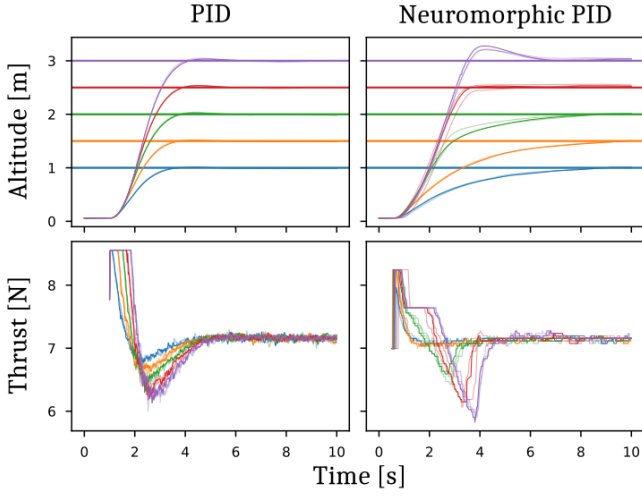 PID
Neuromorphic PID
Altitude [m]
3
2
1
0
Thrust [N]
8
7
6
0 2 4 6 8 10
0 2 4 6 8 10
Time [s]